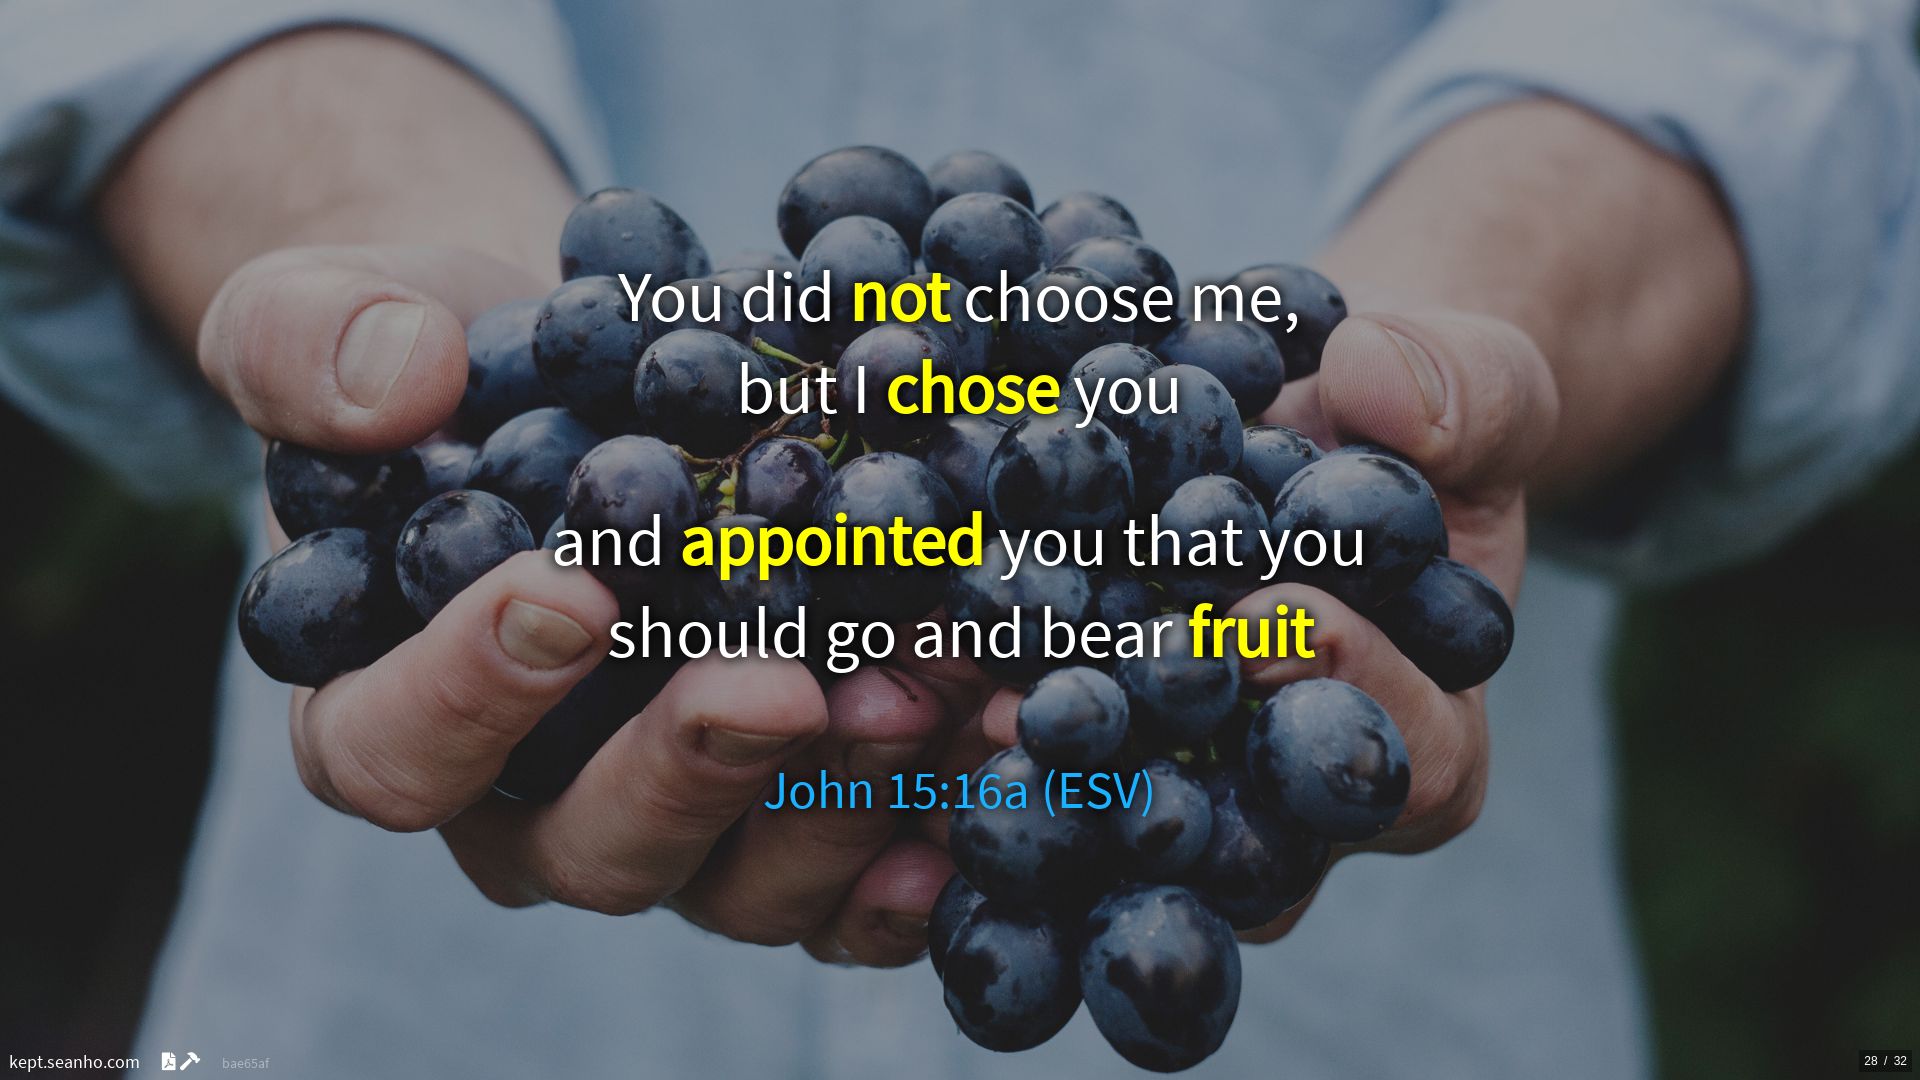 You did not choose me,
but I chose you
and appointed you that you
should go and bear fruit
John 15:16a (ESV)
kept.seanho.com
bae65af
28 / 32